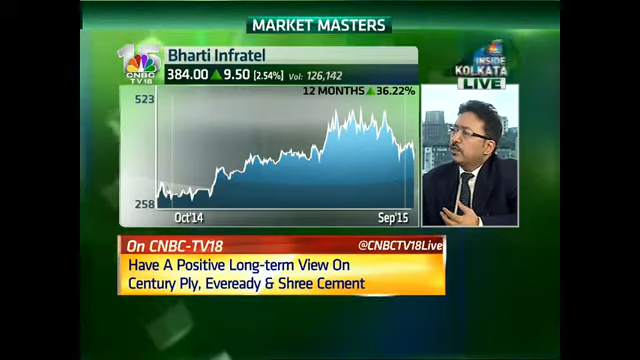 MARKET MASTERS
15
CNBC
TV18
Bharti Infratel
384.00 ▲ 9.50 [2.54%] Vol: 126,142
INSIDE
KOLKATA
LIVE
12 MONTHS ▲ 36.22%
523
258
Oct'14
Sep'15
On CNBC-TV18
@CNBCTV18Live
Have A Positive Long-term View On
Century Ply, Eveready & Shree Cement